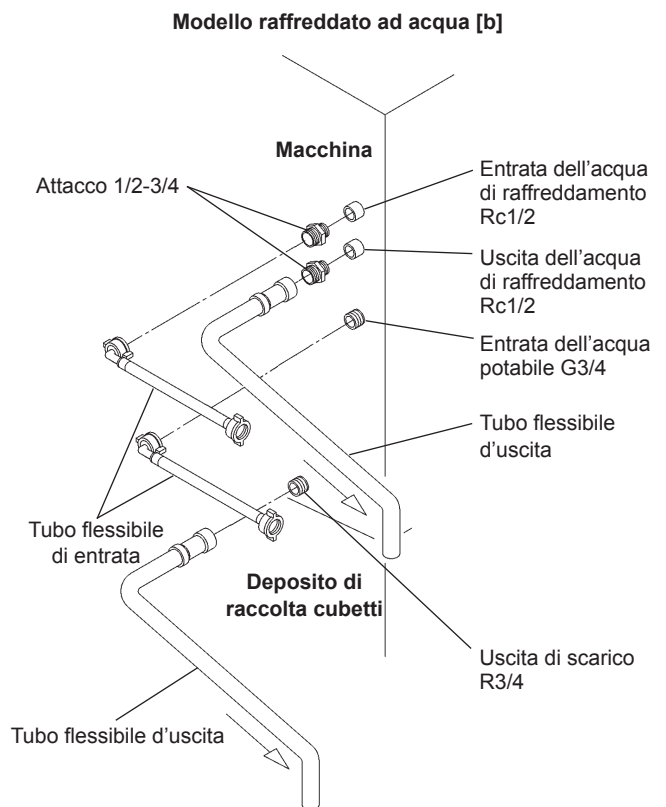 Modello raffreddato ad acqua [b]
Macchina
Attacco 1/2-3/4
Entrata dell’acqua
di raffreddamento
Rc1/2
Uscita dell’acqua
di raffreddamento
Rc1/2
Entrata dell’acqua
potabile G3/4
Tubo flessibile
d’uscita
Tubo flessibile
di entrata
Deposito di
raccolta cubetti
Uscita di scarico
R3/4
Tubo flessibile d’uscita